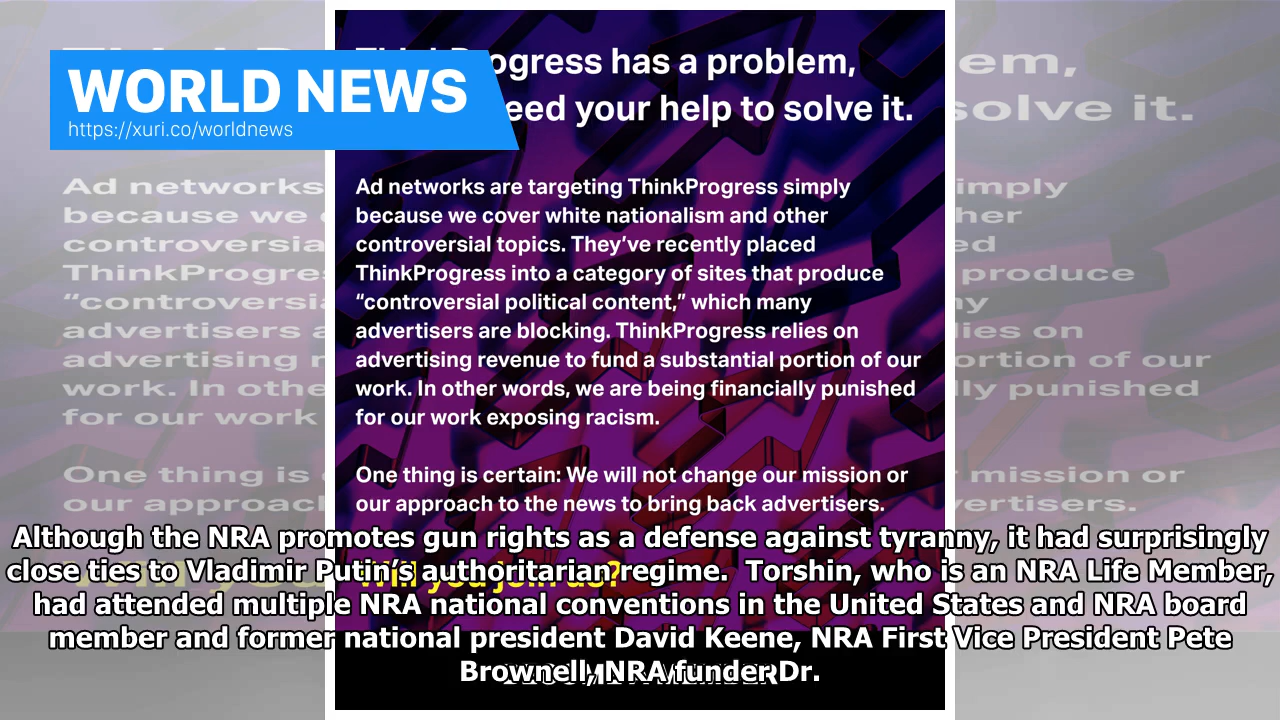 WORLD NEWS
https://xuri.co/worldnews
ogress has a problem,
eed your help to solve it.
Ad networks are targeting ThinkProgress simply
because we cover white nationalism and other
controversial topics. They've recently placed
ThinkProgress into a category of sites that produce
“controversial political content,” which many
advertisers are blocking. ThinkProgress relies on
advertising revenue to fund a substantial portion of our
work. In other words, we are being financially punished
for our work exposing racism.
One thing is certain: We will not change our mission or
our approach to the news to bring back advertisers.
Will you join us?
Although the NRA promotes gun rights as a defense against tyranny, it had surprisingly
close ties to Vladimir Putin's authoritarian regime. Torshin, who is an NRA Life Member,
had attended multiple NRA national conventions in the United States and NRA board
member and former national president David Keene, NRA First Vice President Pete
Brownell, NRA funder Dr.